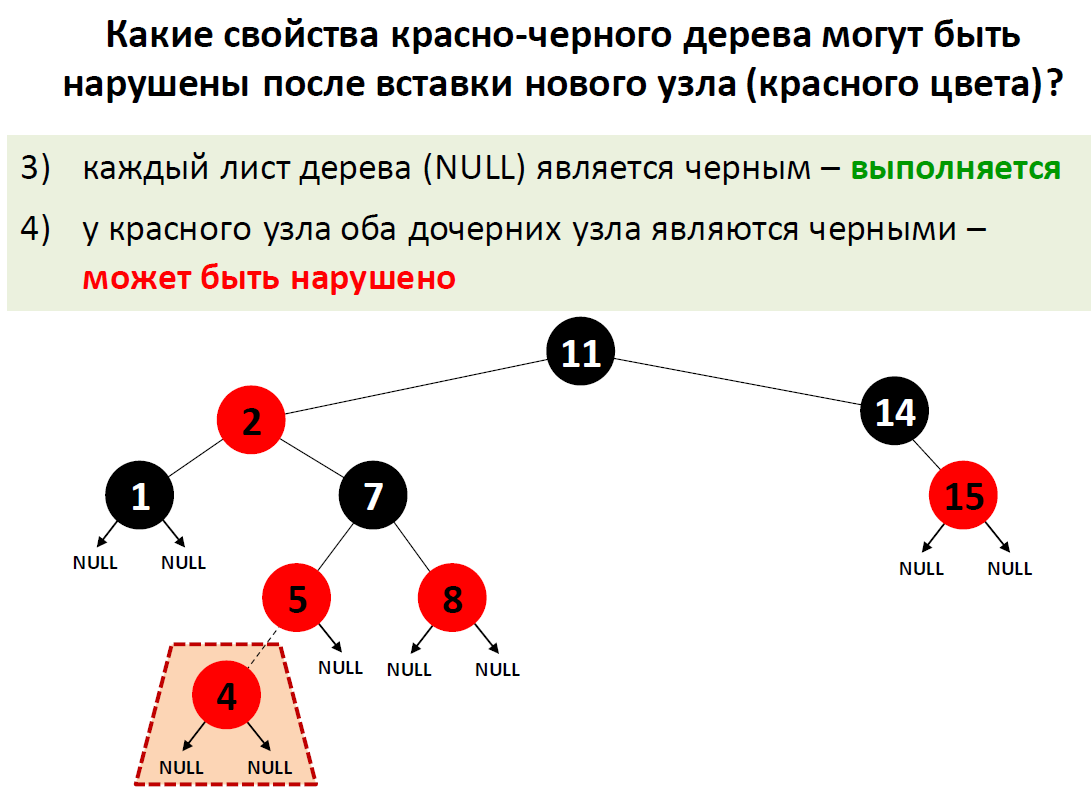 Какие свойства красно-черного дерева могут быть
нарушены после вставки нового узла (красного цвета)?
3) каждый лист дерева (NULL) является черным – выполняется
4) у красного узла оба дочерних узла являются черными –
может быть нарушено
11
2
14
1
7
15
NULL
NULL
NULL
NULL
5
8
NULL
NULL
NULL
4
NULL
NULL